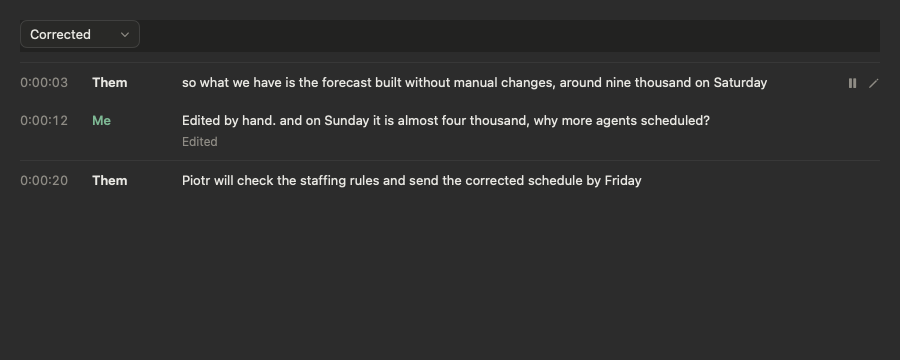 Corrected
0:00:03 Them so what we have is the forecast built without manual changes, around nine thousand on Saturday
0:00:12 Me Edited by hand. and on Sunday it is almost four thousand, why more agents scheduled?
Edited
0:00:20 Them Piotr will check the staffing rules and send the corrected schedule by Friday